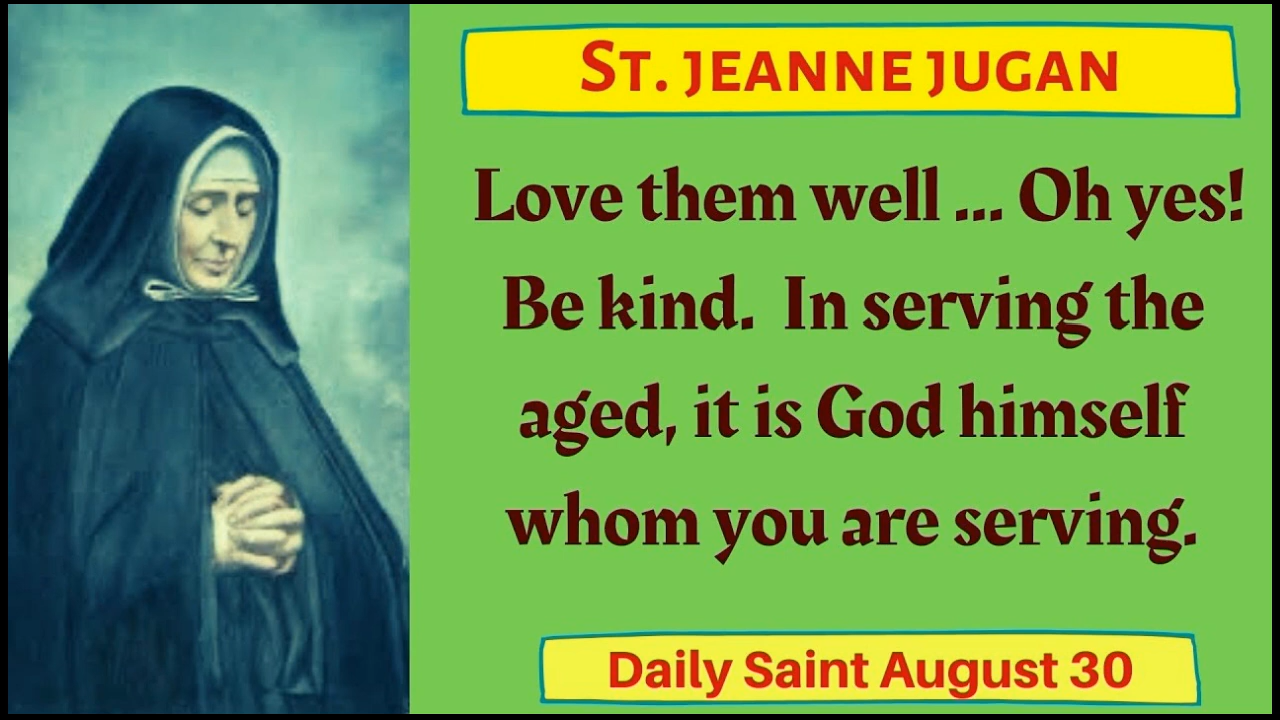 St. Jeanne Jugan
Love them well ... Oh yes!
Be kind. In serving the
aged, it is God himself
whom you are serving.
Daily Saint August 30